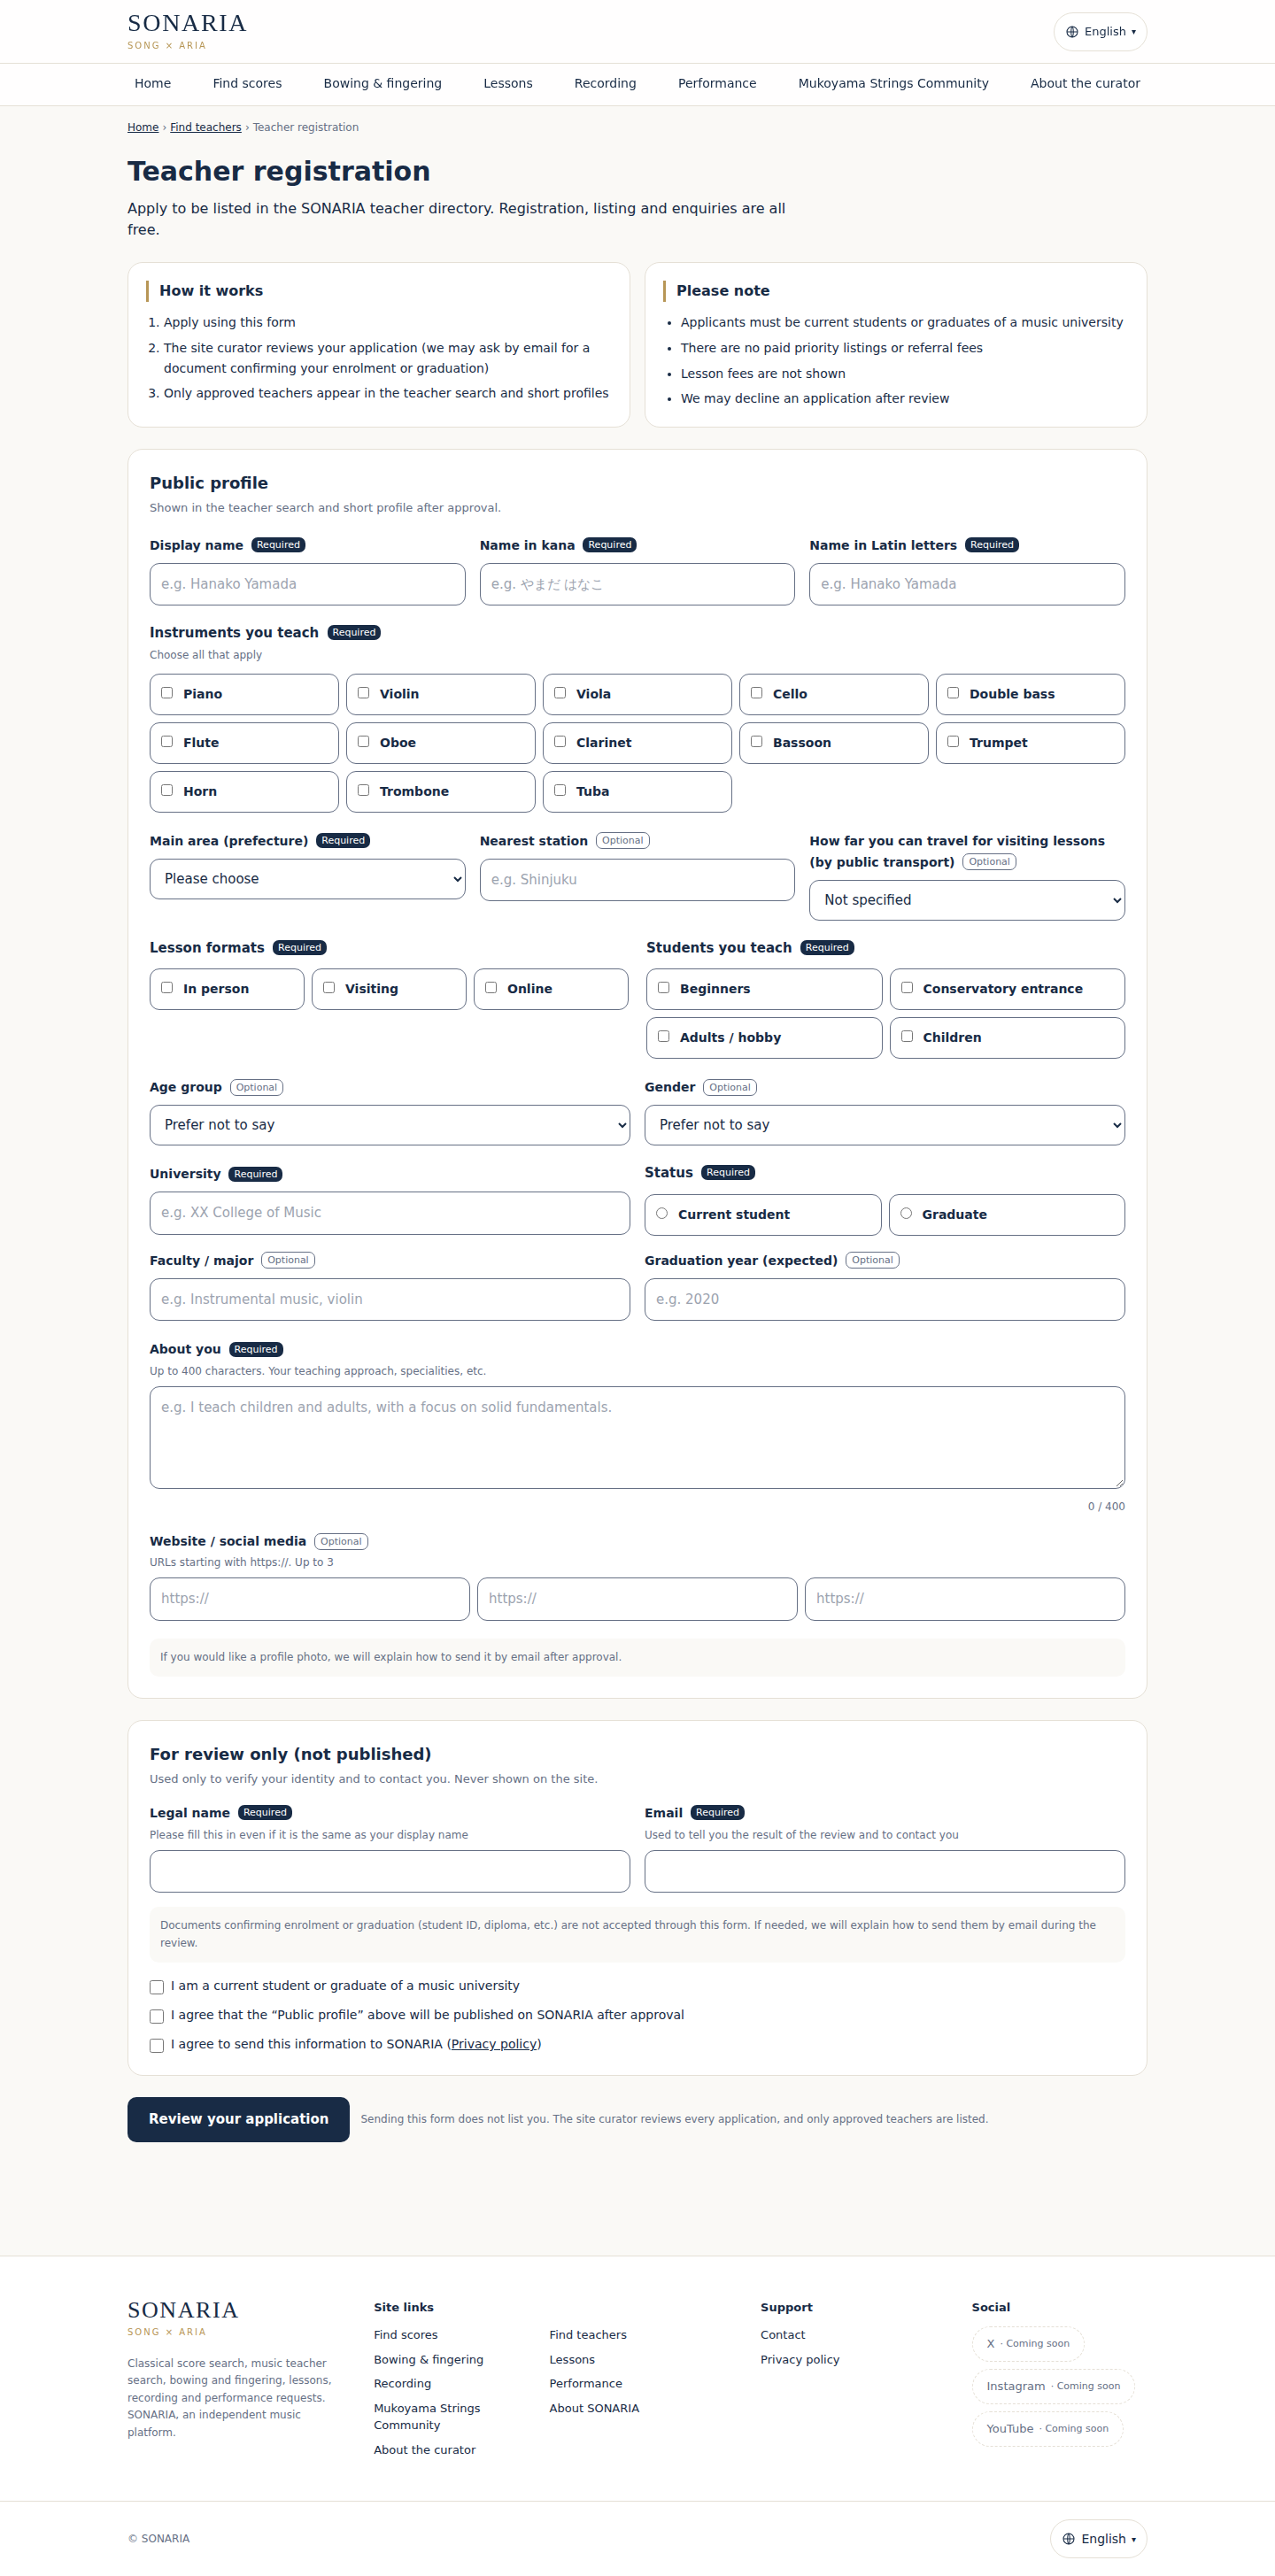 SONARIA
SONG × ARIA
English ▾
Home
Find scores
Bowing & fingering
Lessons
Recording
Performance
Mukoyama Strings Community
About the curator
Home › Find teachers › Teacher registration
Teacher registration
Apply to be listed in the SONARIA teacher directory. Registration, listing and enquiries are all
free.
How it works
1. Apply using this form
2. The site curator reviews your application (we may ask by email for a
document confirming your enrolment or graduation)
3. Only approved teachers appear in the teacher search and short profiles
Please note
• Applicants must be current students or graduates of a music university
• There are no paid priority listings or referral fees
• Lesson fees are not shown
• We may decline an application after review
Public profile
Shown in the teacher search and short profile after approval.
Display name Required
e.g. Hanako Yamada
Name in kana Required
e.g. やまだ はなこ
Name in Latin letters Required
e.g. Hanako Yamada
Instruments you teach Required
Choose all that apply
Piano
Violin
Viola
Cello
Double bass
Flute
Oboe
Clarinet
Bassoon
Trumpet
Horn
Trombone
Tuba
Main area (prefecture) Required
Please choose
Nearest station Optional
e.g. Shinjuku
How far you can travel for visiting lessons
(by public transport) Optional
Not specified
Lesson formats Required
In person
Visiting
Online
Students you teach Required
Beginners
Conservatory entrance
Adults / hobby
Children
Age group Optional
Prefer not to say
Gender Optional
Prefer not to say
University Required
e.g. XX College of Music
Status Required
Current student
Graduate
Faculty / major Optional
e.g. Instrumental music, violin
Graduation year (expected) Optional
e.g. 2020
About you Required
Up to 400 characters. Your teaching approach, specialities, etc.
e.g. I teach children and adults, with a focus on solid fundamentals.
0 / 400
Website / social media Optional
URLs starting with https://. Up to 3
https://
https://
https://
If you would like a profile photo, we will explain how to send it by email after approval.
For review only (not published)
Used only to verify your identity and to contact you. Never shown on the site.
Legal name Required
Please fill this in even if it is the same as your display name
Email Required
Used to tell you the result of the review and to contact you
Documents confirming enrolment or graduation (student ID, diploma, etc.) are not accepted through this form. If needed, we will explain how to send them by email during the
review.
I am a current student or graduate of a music university
I agree that the “Public profile” above will be published on SONARIA after approval
I agree to send this information to SONARIA (Privacy policy)
Review your application
Sending this form does not list you. The site curator reviews every application, and only approved teachers are listed.
SONARIA
SONG × ARIA
Classical score search, music teacher
search, bowing and fingering, lessons,
recording and performance requests.
SONARIA, an independent music
platform.
Site links
Find scores
Bowing & fingering
Recording
Mukoyama Strings
Community
About the curator
Find teachers
Lessons
Performance
About SONARIA
Support
Contact
Privacy policy
Social
X · Coming soon
Instagram · Coming soon
YouTube · Coming soon
© SONARIA
English ▾